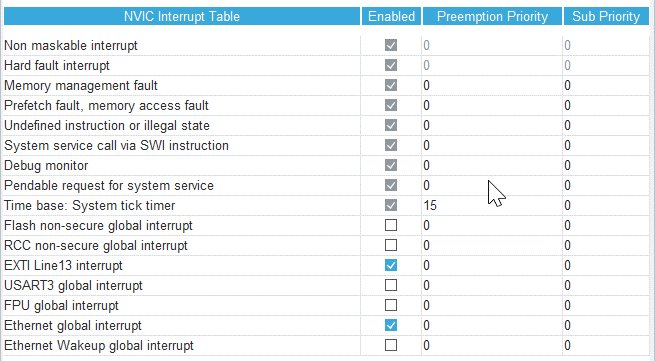 NVIC Interrupt Table Enabled Preemption Priority Sub Priority
Non maskable interrupt 0 0
Hard fault interrupt 0 0
Memory management fault 0 0
Prefetch fault, memory access fault 0 0
Undefined instruction or illegal state 0 0
System service call via SWI instruction 0 0
Debug monitor 0 0
Pendable request for system service 0 0
Time base: System tick timer 15 0
Flash non-secure global interrupt 0 0
RCC non-secure global interrupt 0 0
EXTI Line13 interrupt 0 0
USART3 global interrupt 0 0
FPU global interrupt 0 0
Ethernet global interrupt 0 0
Ethernet Wakeup global interrupt 0 0